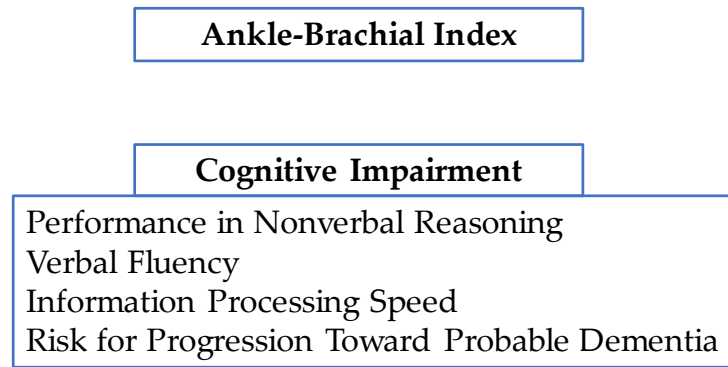 Ankle-Brachial Index
Cognitive Impairment
Performance in Nonverbal Reasoning
Verbal Fluency
Information Processing Speed
Risk for Progression Toward Probable Dementia